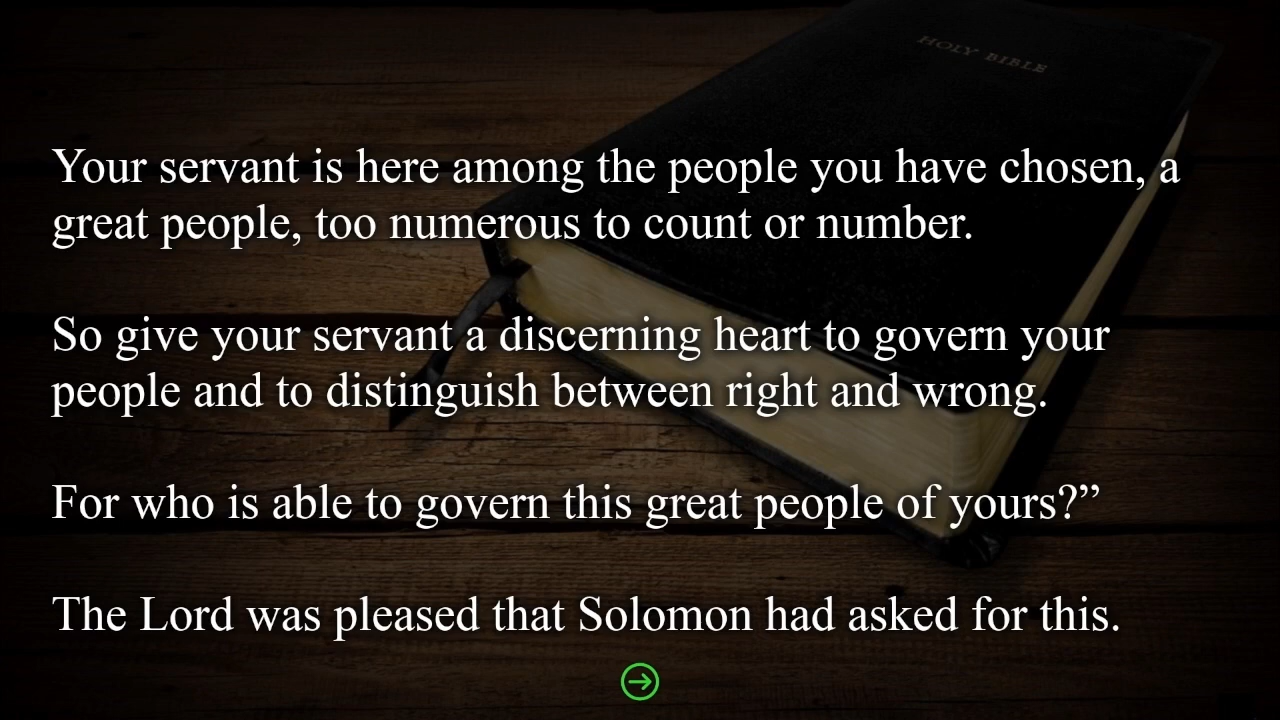 HOLY BIBLE
Your servant is here among the people you have chosen, a
great people, too numerous to count or number.
So give your servant a discerning heart to govern your
people and to distinguish between right and wrong.
For who is able to govern this great people of yours?”
The Lord was pleased that Solomon had asked for this.